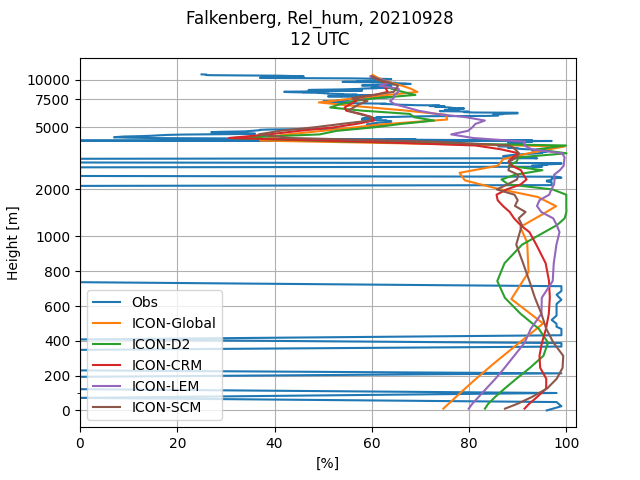 Falkenberg, Rel_hum, 20210928
12 UTC
10000
7500
5000
2000
1000
800
600
400
200
0
Height [m]
Obs
ICON-Global
ICON-D2
ICON-CRM
ICON-LEM
ICON-SCM
0 20 40 60 80 100
[%]